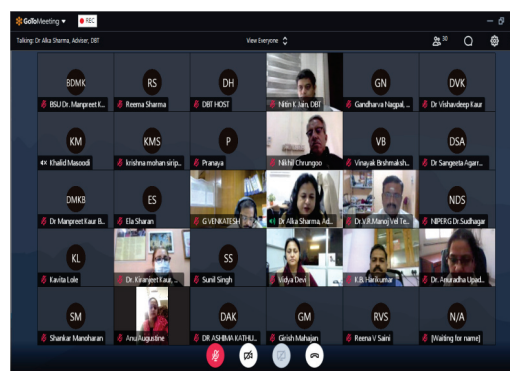 GoToMeeting REC
Talking: Dr Alka Sharma, Adviser, DBT View Everyone 30
BDMK RS DH GN DVK
BSU Dr. Manpreet K... Reema Sharma DBT HOST Nitin K Jain, DBT Gandharva Nagpal, ... Dr Vishavdeep Kaur
KM KMS P VB DSA
Khalid Masoodi krishna mohan sirip... Pranaya Nikhil Chrungoo Vinayak Brshmaksh... Dr Sangeeta Agarr...
DMKB ES NDS
Dr Manpreet Kaur B... Ela Sharan G VENKATESH Dr Alka Sharma, Ad... Dr.V.R.Manoj Vel Te... NIPERG Dr.Sudhagar
KL SS
Kavita Lole Dr. Kiranjeet Kaur, ... Sunil Singh Vidya Devi K.B. Harikumar Dr. Anuradha Upad...
SM DAK GM RVS N/A
Shankar Manoharan Anu Augustine DR ASHIMA KATHU... Girish Mahajan Reena V Saini [Waiting for name]